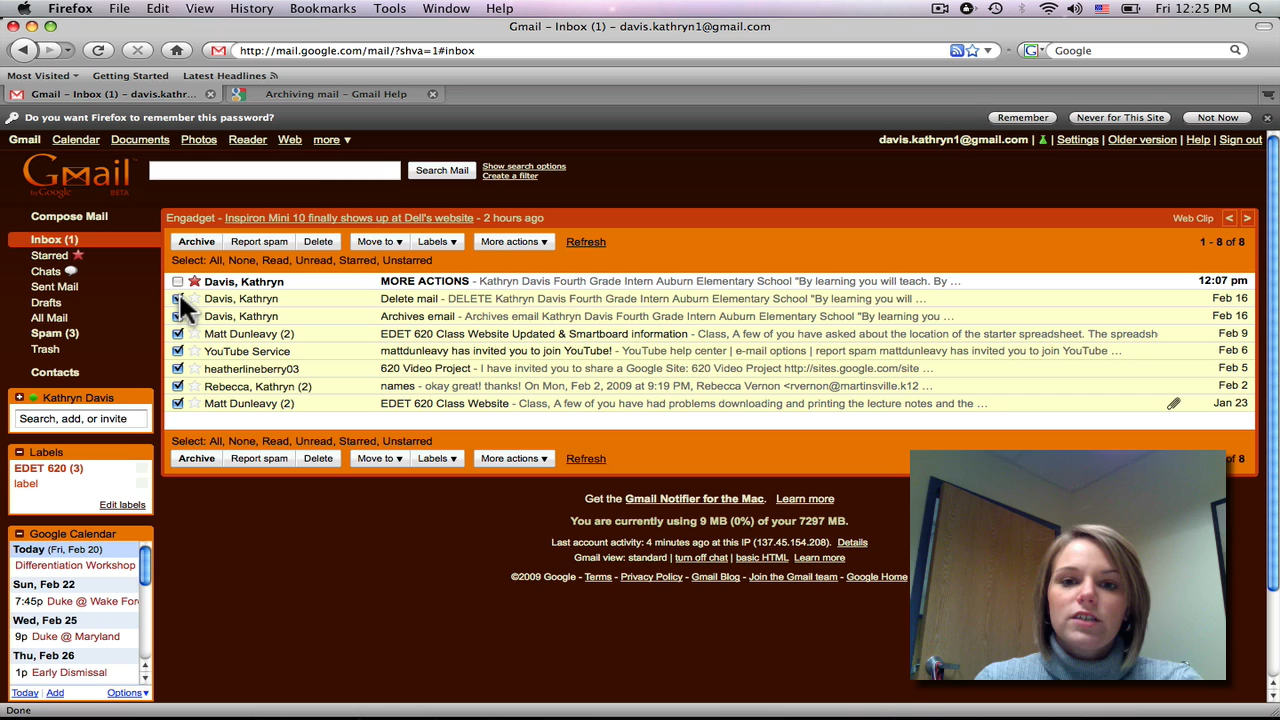 Firefox File Edit View History Bookmarks Tools Window Help Fri 12:25 PM
Gmail – Inbox (1) – davis.kathryn1@gmail.com
http://mail.google.com/mail/?shva=1#inbox
Google
Most Visited Getting Started Latest Headlines
Gmail – Inbox (1) – davis.kathr... Archiving mail – Gmail Help
Do you want Firefox to remember this password? Remember Never for This Site Not Now
Gmail Calendar Documents Photos Reader Web more davis.kathryn1@gmail.com | Settings | Older version | Help | Sign out
Gmail
by Google BETA
Search Mail
Show search options
Create a filter
Compose Mail
Inbox (1)
Starred
Chats
Sent Mail
Drafts
All Mail
Spam (3)
Trash
Contacts
Kathryn Davis
Search, add, or invite
Labels
EDET 620 (3)
label
Edit labels
Google Calendar
Today (Fri, Feb 20)
Differentiation Workshop
Sun, Feb 22
7:45p Duke @ Wake For
Wed, Feb 25
9p Duke @ Maryland
Thu, Feb 26
1p Early Dismissal
Today Add Options
Engadget - Inspiron Mini 10 finally shows up at Dell's website - 2 hours ago Web Clip < >
Archive Report spam Delete Move to Labels More actions Refresh 1 - 8 of 8
Select: All, None, Read, Unread, Starred, Unstarred
Davis, Kathryn MORE ACTIONS - Kathryn Davis Fourth Grade Intern Auburn Elementary School "By learning you will teach. By … 12:07 pm
Davis, Kathryn Delete mail - DELETE Kathryn Davis Fourth Grade Intern Auburn Elementary School "By learning you will … Feb 16
Davis, Kathryn Archives email - Archives email Kathryn Davis Fourth Grade Intern Auburn Elementary School "By learning you … Feb 16
Matt Dunleavy (2) EDET 620 Class Website Updated & Smartboard information - Class, A few of you have asked about the location of the starter spreadsheet. The spreadsh Feb 9
YouTube Service mattdunleavy has invited you to join YouTube! - YouTube help center | e-mail options | report spam mattdunleavy has invited you to join YouTube … Feb 6
heatherlineberry03 620 Video Project - I have invited you to share a Google Site: 620 Video Project http://sites.google.com/site … Feb 5
Rebecca, Kathryn (2) names - okay great! thanks! On Mon, Feb 2, 2009 at 9:19 PM, Rebecca Vernon <rvernon@martinsville.k12 … Feb 2
Matt Dunleavy (2) EDET 620 Class Website - Class, A few of you have had problems downloading and printing the lecture notes and the … Jan 23
Select: All, None, Read, Unread, Starred, Unstarred
Archive Report spam Delete Move to Labels More actions Refresh of 8
Get the Gmail Notifier for the Mac. Learn more
You are currently using 9 MB (0%) of your 7297 MB.
Last account activity: 4 minutes ago at this IP (137.45.154.208). Details
Gmail view: standard | turn off chat | basic HTML Learn more
©2009 Google - Terms - Privacy Policy - Gmail Blog - Join the Gmail team - Google Home
Done